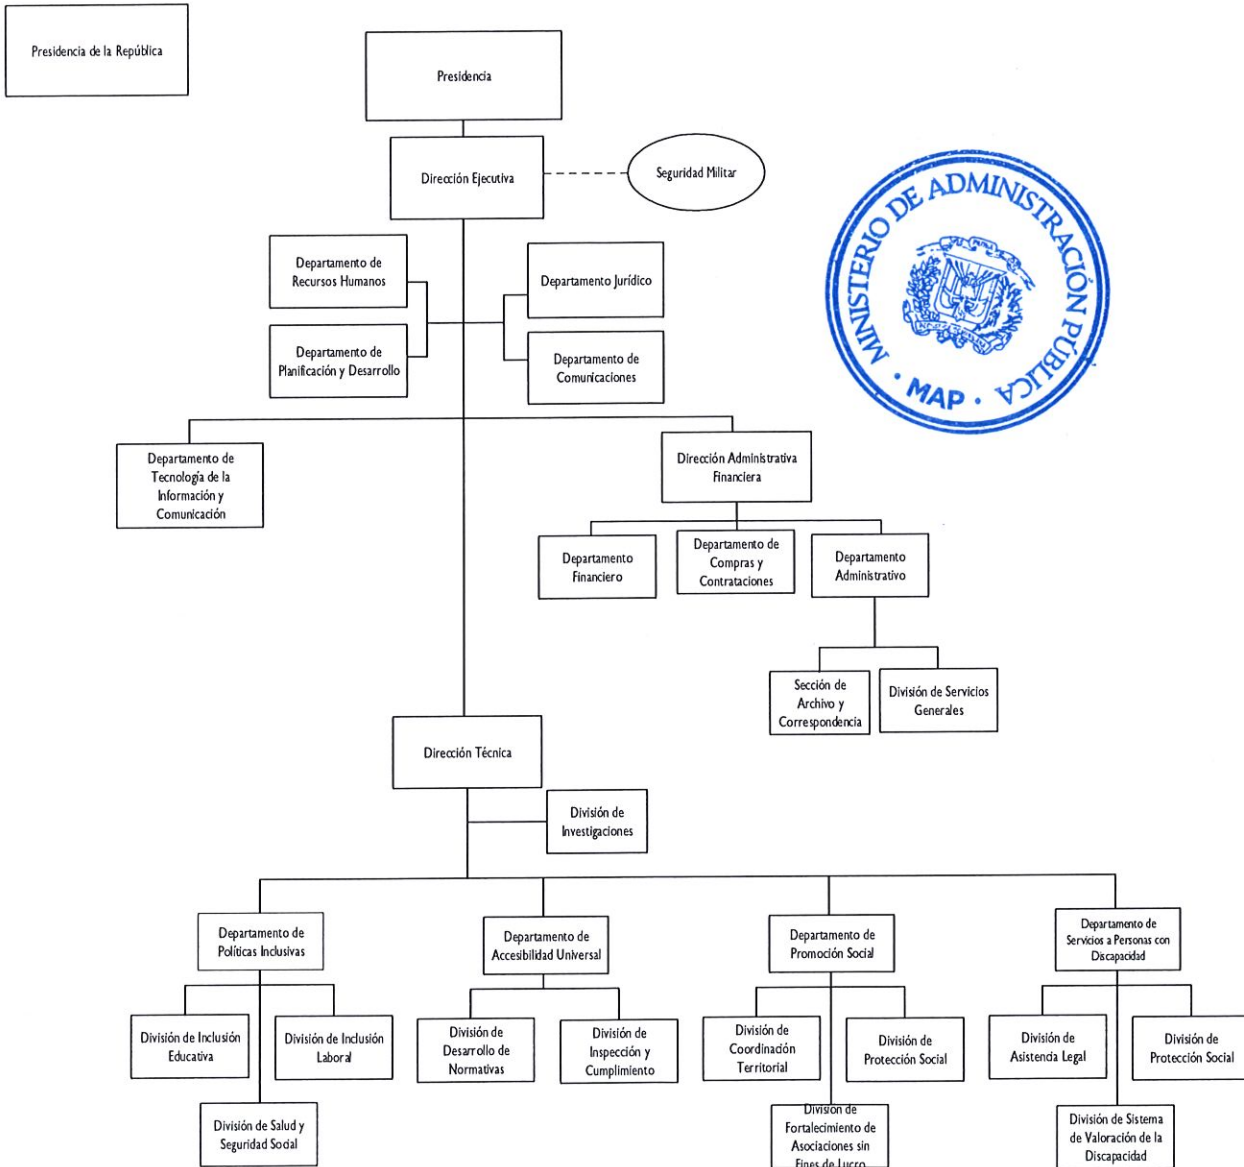 Presidencia de la República
Presidencia
Dirección Ejecutiva
Seguridad Militar
MINISTERIO DE ADMINISTRACIÓN PÚBLICA
· MAP ·
Departamento de
Recursos Humanos
Departamento Jurídico
Departamento de
Planificación y Desarrollo
Departamento de
Comunicaciones
Departamento de
Tecnología de la
Información y
Comunicación
Dirección Administrativa
Financiera
Departamento
Financiero
Departamento de
Compras y
Contrataciones
Departamento
Administrativo
Sección de
Archivo y
Correspondencia
División de Servicios
Generales
Dirección Técnica
División de
Investigaciones
Departamento de
Políticas Inclusivas
Departamento de
Accesibilidad Universal
Departamento de
Promoción Social
Departamento de
Servicios a Personas con
Discapacidad
División de Inclusión
Educativa
División de Inclusión
Laboral
División de
Desarrollo de
Normativas
División de
Inspección y
Cumplimiento
División de
Coordinación
Territorial
División de
Protección Social
División de
Asistencia Legal
División de
Protección Social
División de Salud y
Seguridad Social
División de
Fortalecimiento de
Asociaciones sin
Fines de Lucro
División de Sistema
de Valoración de la
Discapacidad